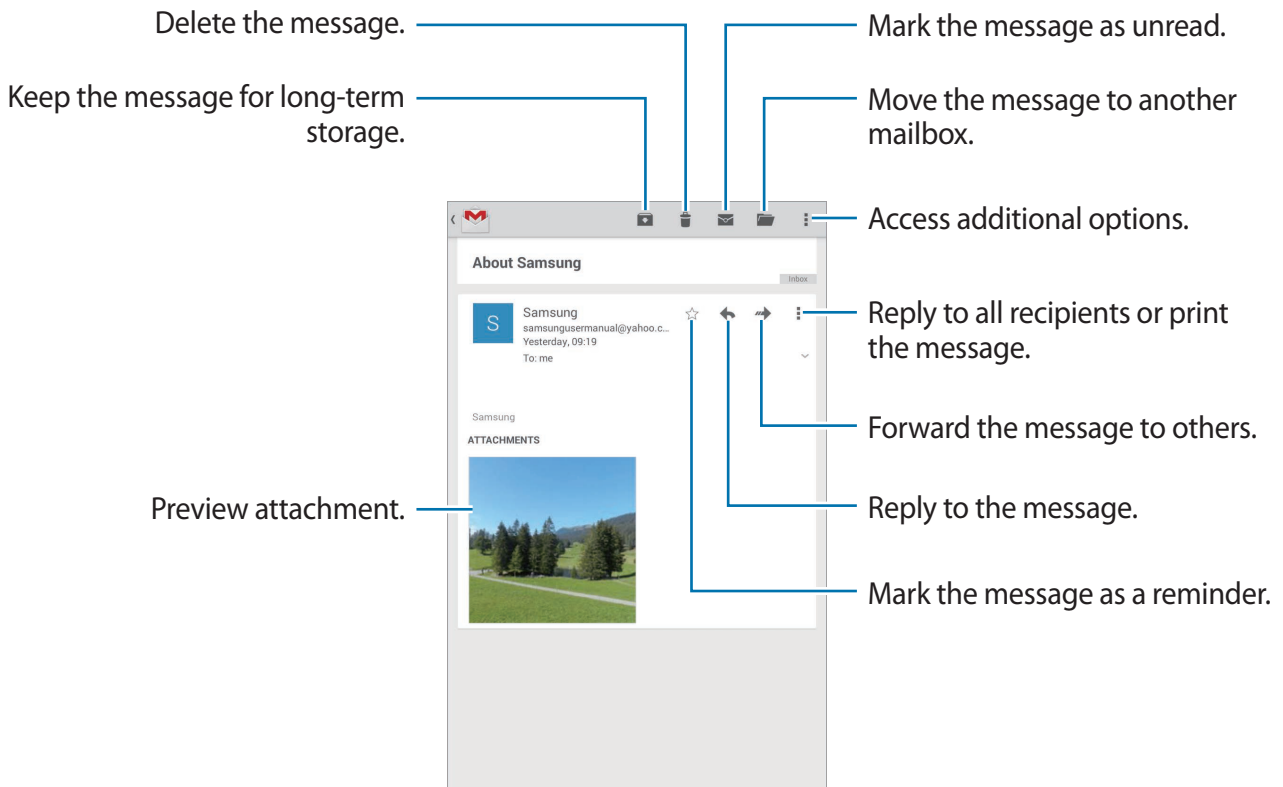 Delete the message.
Keep the message for long-term
storage.
Mark the message as unread.
Move the message to another
mailbox.
Access additional options.
About Samsung
Inbox
S
Samsung
samsungusermanual@yahoo.c...
Yesterday, 09:19
To: me
Reply to all recipients or print
the message.
Samsung
ATTACHMENTS
Forward the message to others.
Preview attachment.
Reply to the message.
Mark the message as a reminder.